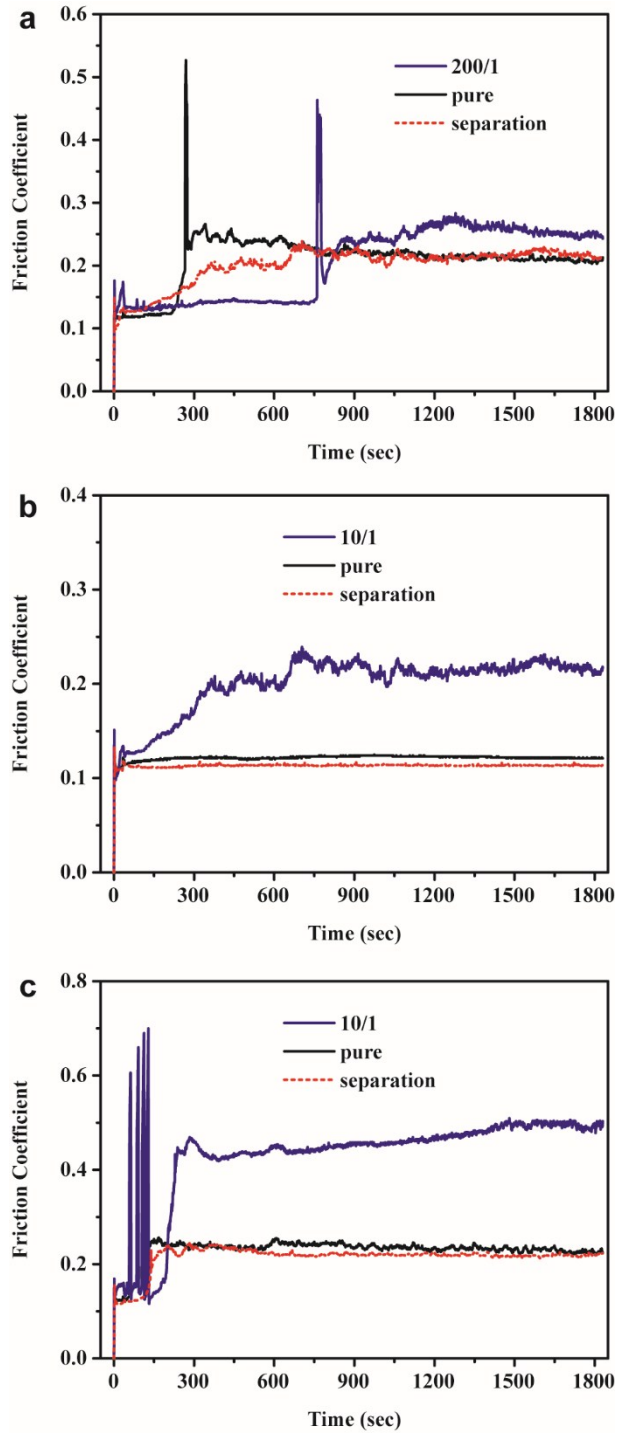 a
0.6
0.5
0.4
0.3
0.2
0.1
0.0
Friction Coefficient
200/1
pure
separation
0 300 600 900 1200 1500 1800
Time (sec)
b
0.4
0.3
0.2
0.1
0.0
Friction Coefficient
10/1
pure
separation
0 300 600 900 1200 1500 1800
Time (sec)
c
0.8
0.6
0.4
0.2
0.0
Friction Coefficient
10/1
pure
separation
0 300 600 900 1200 1500 1800
Time (sec)